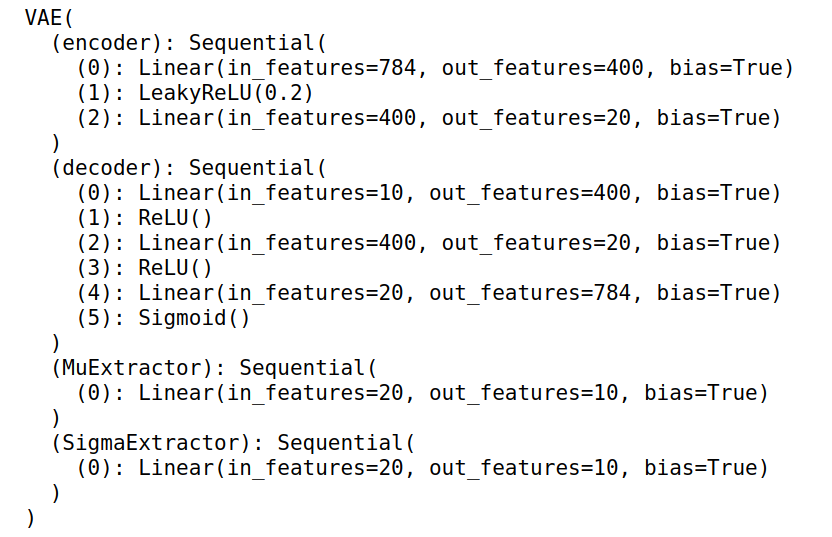 VAE(
  (encoder): Sequential(
    (0): Linear(in_features=784, out_features=400, bias=True)
    (1): LeakyReLU(0.2)
    (2): Linear(in_features=400, out_features=20, bias=True)
  )
  (decoder): Sequential(
    (0): Linear(in_features=10, out_features=400, bias=True)
    (1): ReLU()
    (2): Linear(in_features=400, out_features=20, bias=True)
    (3): ReLU()
    (4): Linear(in_features=20, out_features=784, bias=True)
    (5): Sigmoid()
  )
  (MuExtractor): Sequential(
    (0): Linear(in_features=20, out_features=10, bias=True)
  )
  (SigmaExtractor): Sequential(
    (0): Linear(in_features=20, out_features=10, bias=True)
  )
)